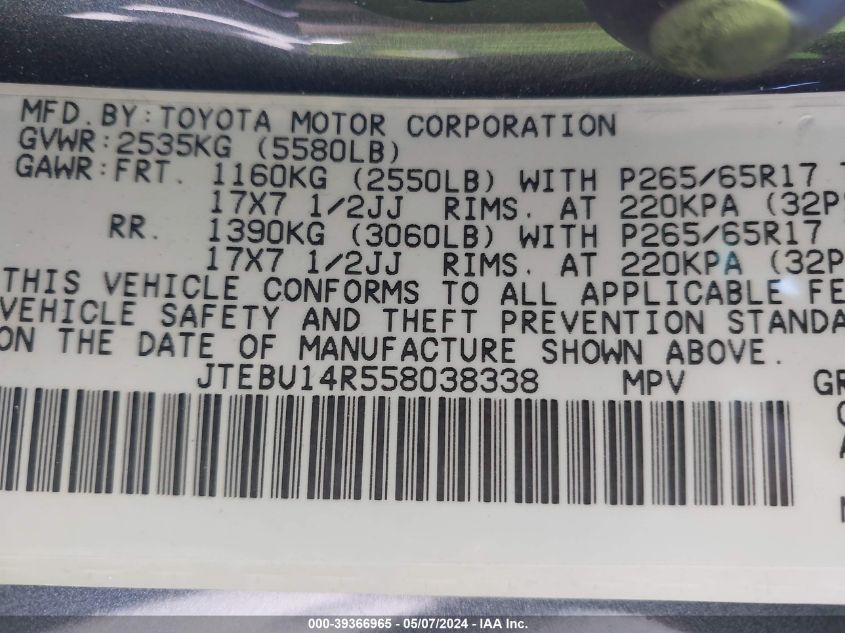 MFD. BY: TOYOTA MOTOR CORPORATION
GVWR: 2535KG (5580LB)
GAWR: FRT. 1160KG (2550LB) WITH P265/65R17
17X7 1/2JJ RIMS. AT 220KPA (32P
RR. 1390KG (3060LB) WITH P265/65R17
17X7 1/2JJ RIMS. AT 220KPA (32P
THIS VEHICLE CONFORMS TO ALL APPLICABLE FE
VEHICLE SAFETY AND THEFT PREVENTION STANDA
ON THE DATE OF MANUFACTURE SHOWN ABOVE.
JTEBU14R558038338 MPV GR
000-39366965 - 05/07/2024 - IAA Inc.